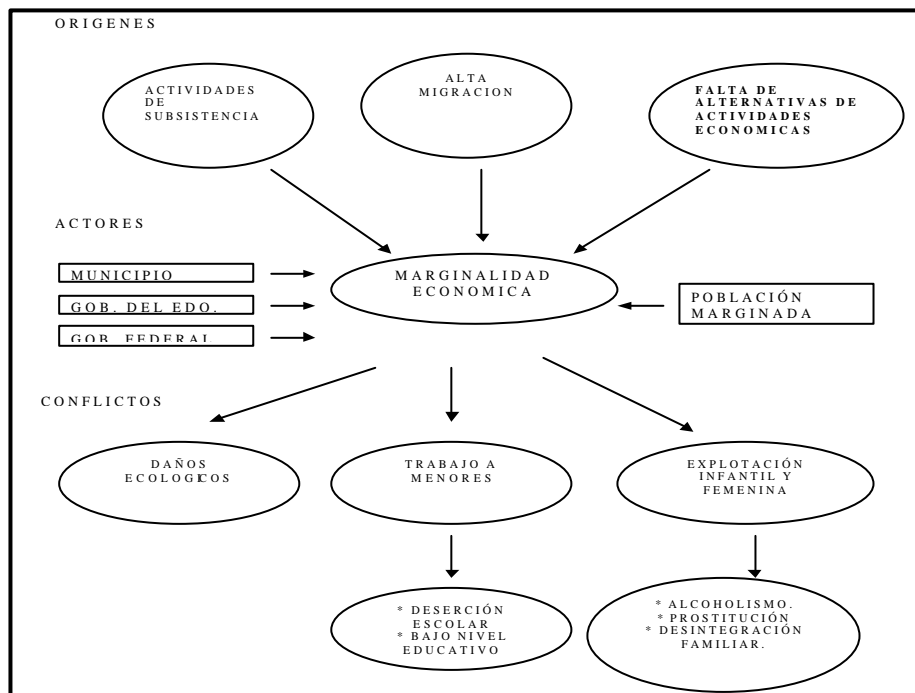 ORIGENES
ACTIVIDADES
DE
SUBSISTENCIA
ALTA
MIGRACION
FALTA DE
ALTERNATIVAS DE
ACTIVIDADES
ECONOMICAS
ACTORES
MUNICIPIO
GOB. DEL EDO.
GOB. FEDERAL
MARGINALIDAD
ECONOMICA
POBLACIÓN
MARGINADA
CONFLICTOS
DAÑOS
ECOLOGICOS
TRABAJO A
MENORES
EXPLOTACIÓN
INFANTIL Y
FEMENINA
* DESERCIÓN
ESCOLAR
* BAJO NIVEL
EDUCATIVO
* ALCOHOLISMO.
* PROSTITUCIÓN
* DESINTEGRACIÓN
FAMILIAR.